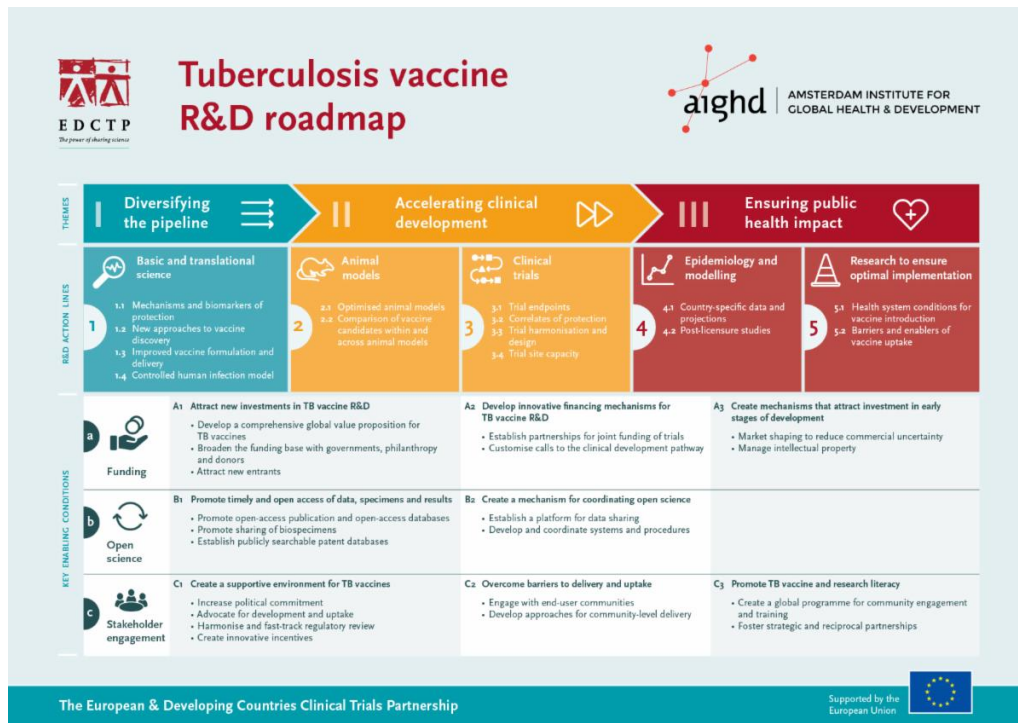 EDCTP
The power of sharing science
Tuberculosis vaccine
R&D roadmap
aighd
AMSTERDAM INSTITUTE FOR
GLOBAL HEALTH & DEVELOPMENT
THEMES
I
Diversifying
the pipeline
II
Accelerating clinical
development
III
Ensuring public
health impact
R&D ACTION LINES
1
Basic and translational
science
1.1 Mechanisms and biomarkers of
protection
1.2 New approaches to vaccine
discovery
1.3 Improved vaccine formulation and
delivery
1.4 Controlled human infection model
2
Animal
models
2.1 Optimised animal models
2.2 Comparison of vaccine
candidates within and
across animal models
3
Clinical
trials
3.1 Trial endpoints
3.2 Correlates of protection
3.3 Trial harmonisation and
design
3.4 Trial site capacity
4
Epidemiology and
modelling
4.1 Country-specific data and
projections
4.2 Post-licensure studies
5
Research to ensure
optimal implementation
5.1 Health system conditions for
vaccine introduction
5.2 Barriers and enablers of
vaccine uptake
KEY ENABLING CONDITIONS
a
Funding
A1 Attract new investments in TB vaccine R&D
• Develop a comprehensive global value proposition for
TB vaccines
• Broaden the funding base with governments, philanthropy
and donors
• Attract new entrants
A2 Develop innovative financing mechanisms for
TB vaccine R&D
• Establish partnerships for joint funding of trials
• Customise calls to the clinical development pathway
A3 Create mechanisms that attract investment in early
stages of development
• Market shaping to reduce commercial uncertainty
• Manage intellectual property
b
Open
science
B1 Promote timely and open access of data, specimens and results
• Promote open-access publication and open-access databases
• Promote sharing of biospecimens
• Establish publicly searchable patent databases
B2 Create a mechanism for coordinating open science
• Establish a platform for data sharing
• Develop and coordinate systems and procedures
c
Stakeholder
engagement
C1 Create a supportive environment for TB vaccines
• Increase political commitment
• Advocate for development and uptake
• Harmonise and fast-track regulatory review
• Create innovative incentives
C2 Overcome barriers to delivery and uptake
• Engage with end-user communities
• Develop approaches for community-level delivery
C3 Promote TB vaccine and research literacy
• Create a global programme for community engagement
and training
• Foster strategic and reciprocal partnerships
The European & Developing Countries Clinical Trials Partnership
Supported by the
European Union